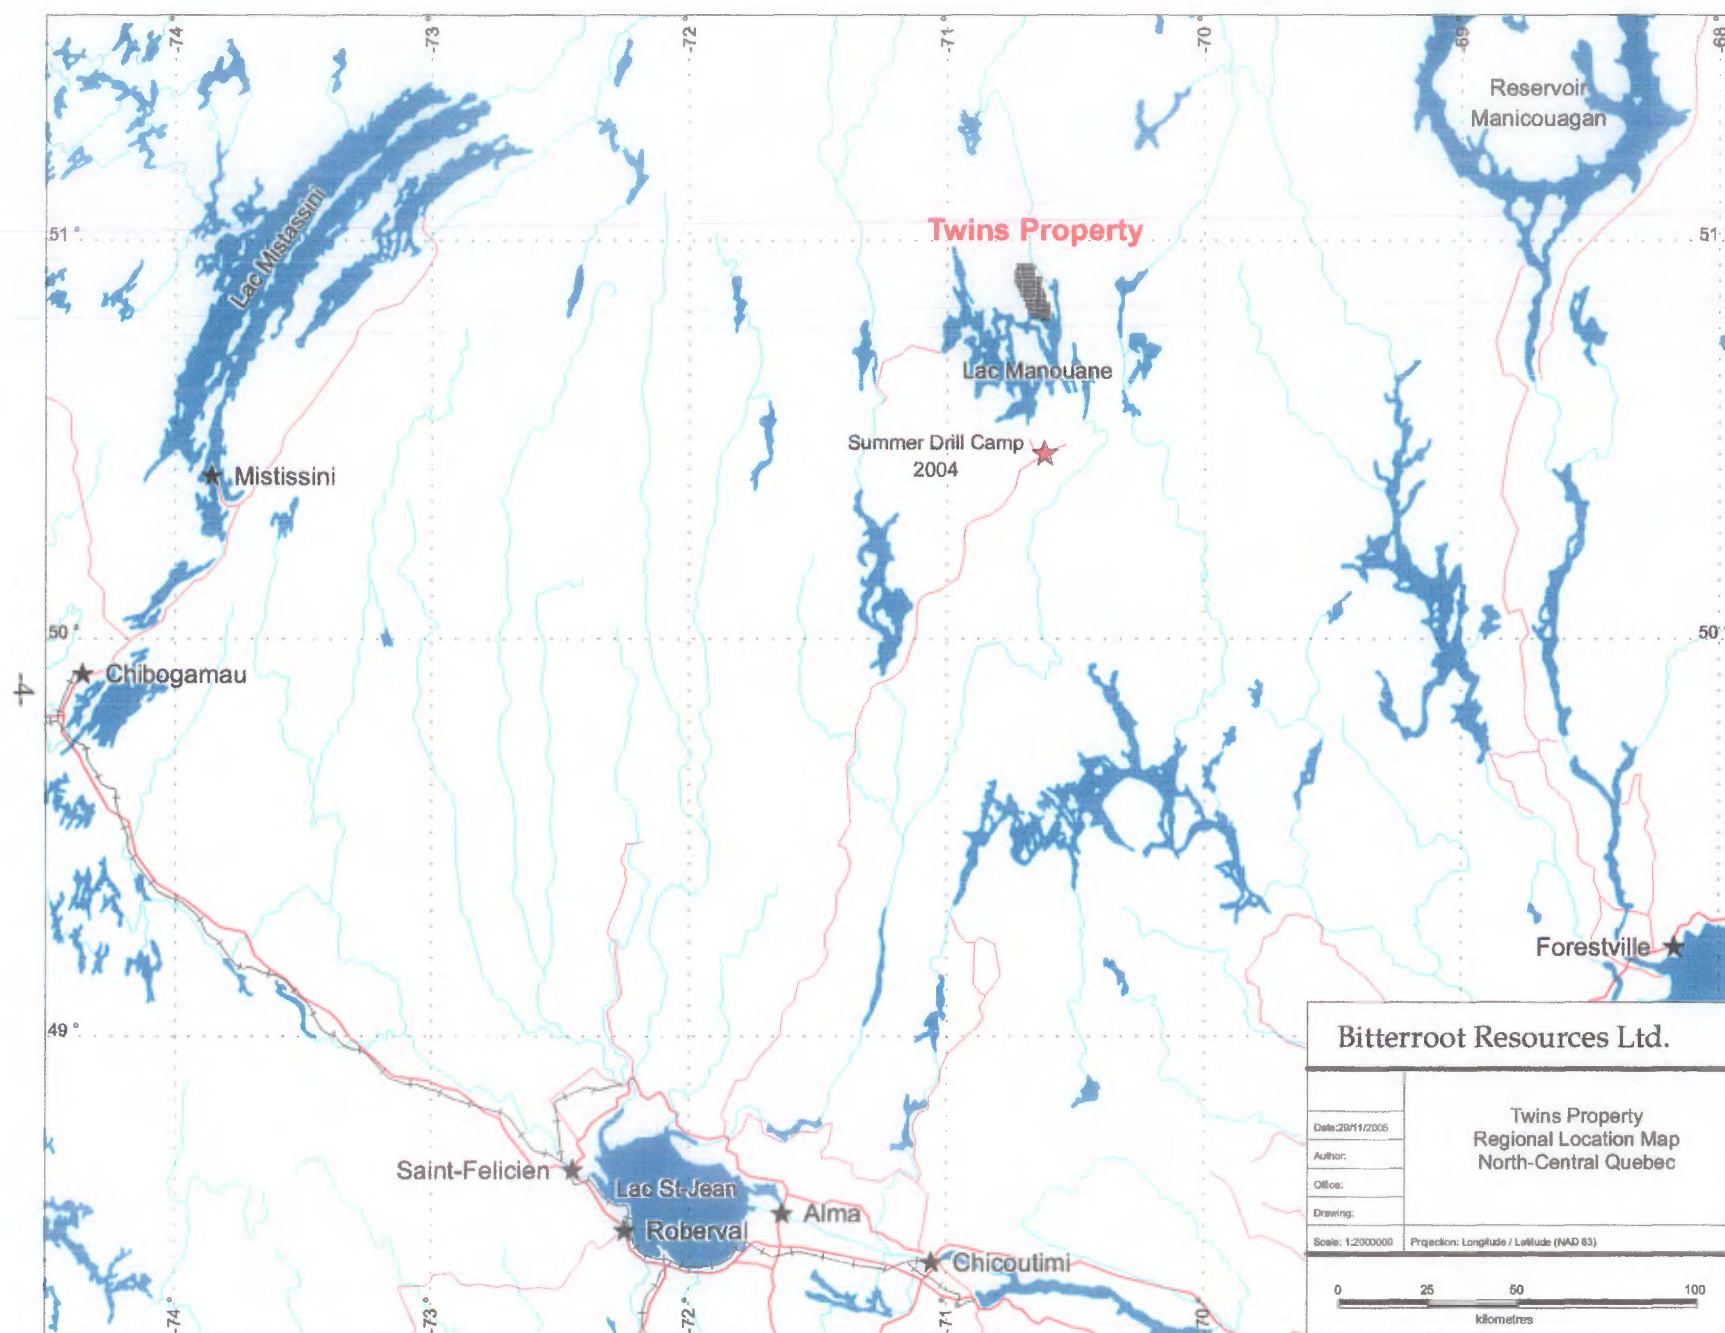 -74°
-73°
-72°
-71°
-70°
-69°
-68°
Reservoir
Manicouagan
Lac Mistassini
Twins Property
51°
51°
Lac Manouane
Summer Drill Camp
2004
Mistissini
50°
50°
Chibogamau
-4-
Forestville
49°
Saint-Felicien
Lac St-Jean
Roberval
Alma
Chicoutimi
-74°
-73°
-72°
-71°
-70°
Bitterroot Resources Ltd.
Twins Property
Regional Location Map
North-Central Quebec
Date:29/11/2005
Author:
Office:
Drawing:
Scale: 1:2000000
Projection: Longitude / Latitude (NAD 83)
0 25 50 100
kilometres